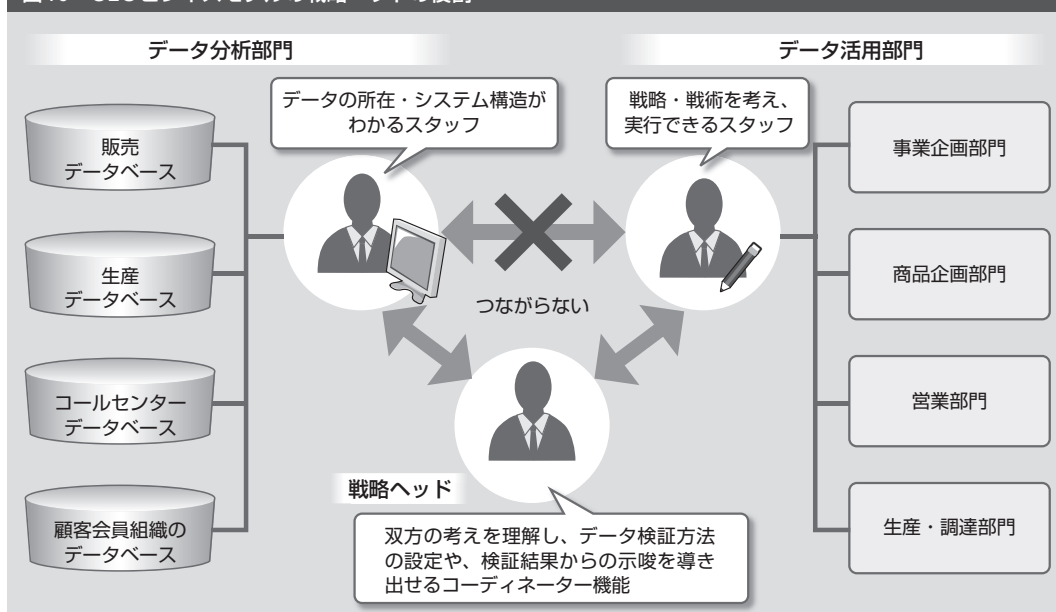 データ分析部門
データ活用部門
データの所在・システム構造が
わかるスタッフ
戦略・戦術を考え、
実行できるスタッフ
販売
データベース
生産
データベース
コールセンター
データベース
顧客会員組織の
データベース
つながらない
事業企画部門
商品企画部門
営業部門
生産・調達部門
戦略ヘッド
双方の考えを理解し、データ検証方法
の設定や、検証結果からの示唆を導き
出せるコーディネーター機能